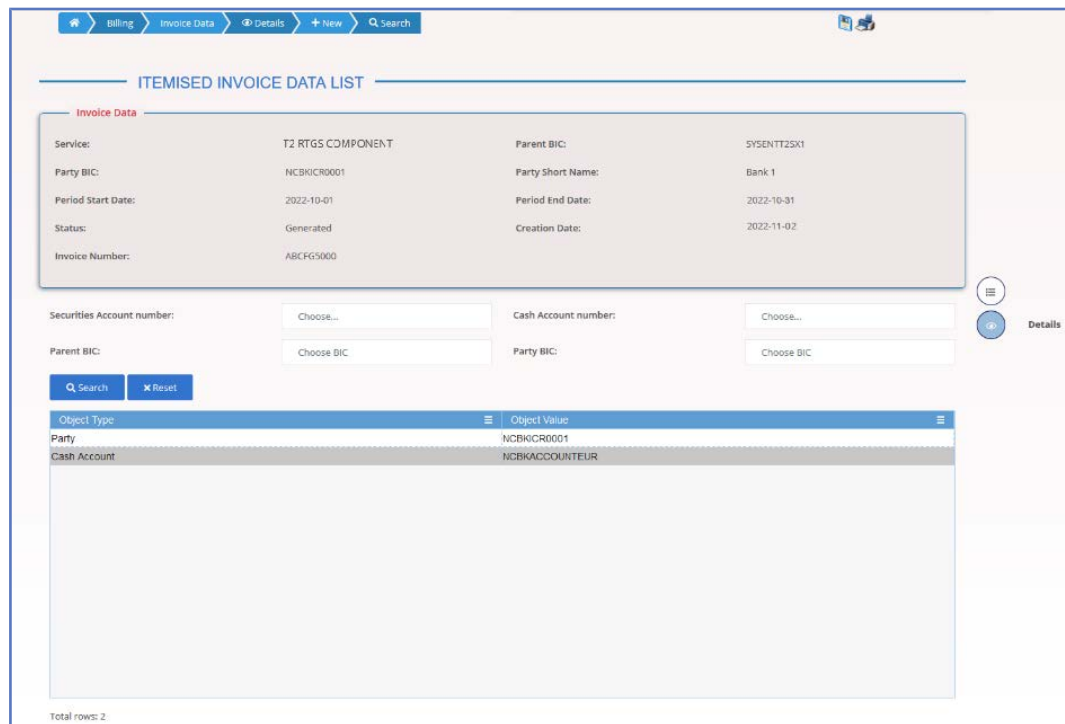 Billing Invoice Data Details New Search
ITEMISED INVOICE DATA LIST
Invoice Data
Service: T2 RTGS COMPONENT Parent BIC: SYSENTT2SX1
Party BIC: NCBKICR0001 Party Short Name: Bank 1
Period Start Date: 2022-10-01 Period End Date: 2022-10-31
Status: Generated Creation Date: 2022-11-02
Invoice Number: ABCFG5000
Securities Account number: Choose... Cash Account number: Choose...
Details
Parent BIC: Choose BIC Party BIC: Choose BIC
Search Reset
Object Type Object Value
Party NCBKICR0001
Cash Account NCBKACCOUNTEUR
Total rows: 2